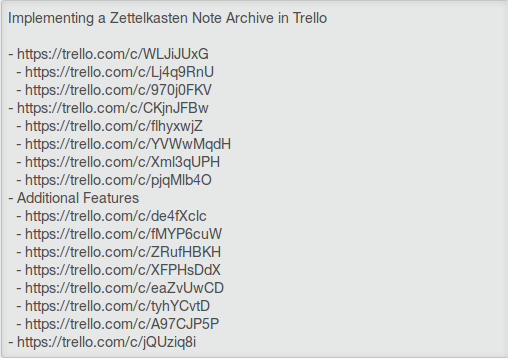 Implementing a Zettelkasten Note Archive in Trello
- https://trello.com/c/WLJiJUxG
- https://trello.com/c/Lj4q9RnU
- https://trello.com/c/970j0FKV
- https://trello.com/c/CKjnJFBw
- https://trello.com/c/flhyxwjZ
- https://trello.com/c/YVWwMqdH
- https://trello.com/c/Xml3qUPH
- https://trello.com/c/pjqMlb4O
- Additional Features
- https://trello.com/c/de4fXclc
- https://trello.com/c/fMYP6cuW
- https://trello.com/c/ZRufHBKH
- https://trello.com/c/XFPHsDdX
- https://trello.com/c/eaZvUwCD
- https://trello.com/c/tyhYCvtD
- https://trello.com/c/A97CJP5P
- https://trello.com/c/jQUziq8i